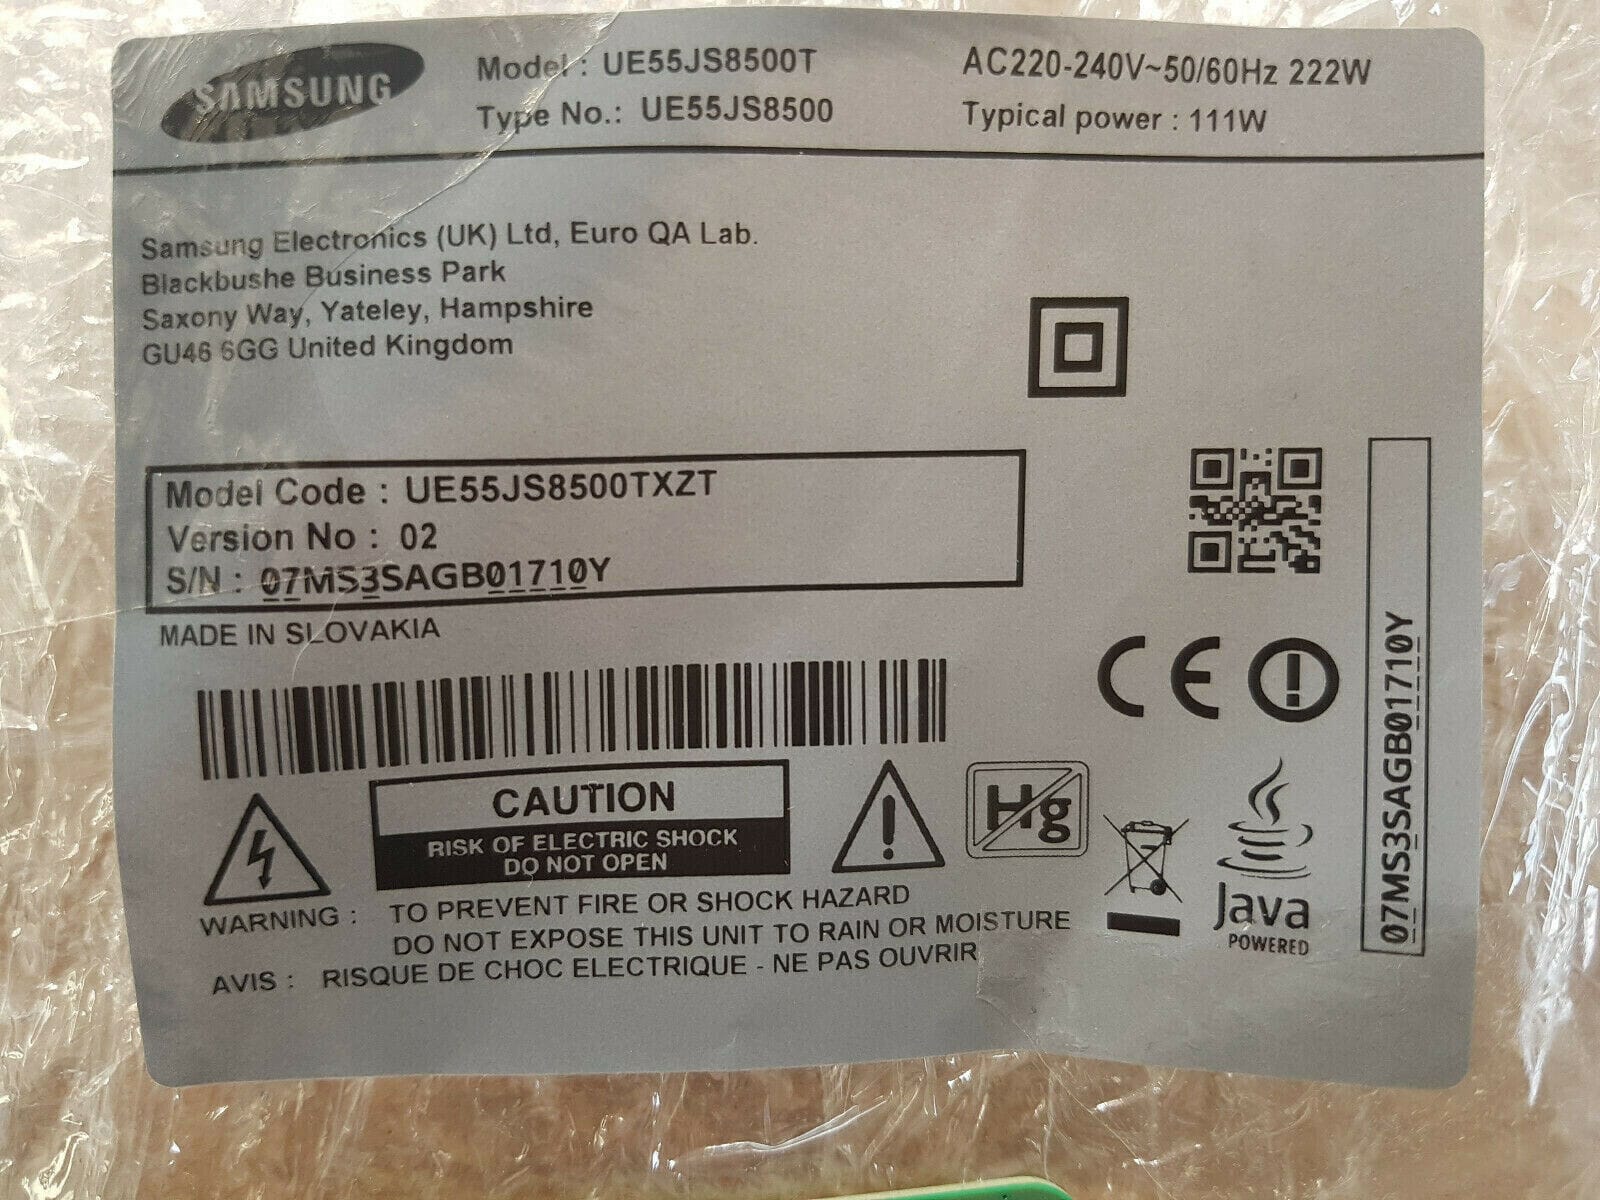 SAMSUNG
Model : UE55JS8500T
Type No.: UE55JS8500
AC220-240V~50/60Hz 222W
Typical power : 111W
Samsung Electronics (UK) Ltd, Euro QA Lab.
Blackbushe Business Park
Saxony Way, Yateley, Hampshire
GU46 6GG United Kingdom
Model Code : UE55JS8500TXZT
Version No : 02
S/N : 07MS3SAGB01710Y
MADE IN SLOVAKIA
CE
07MS3SAGB01710Y
CAUTION
RISK OF ELECTRIC SHOCK
DO NOT OPEN
Hg
Java
POWERED
WARNING : TO PREVENT FIRE OR SHOCK HAZARD
DO NOT EXPOSE THIS UNIT TO RAIN OR MOISTURE
AVIS : RISQUE DE CHOC ELECTRIQUE - NE PAS OUVRIR